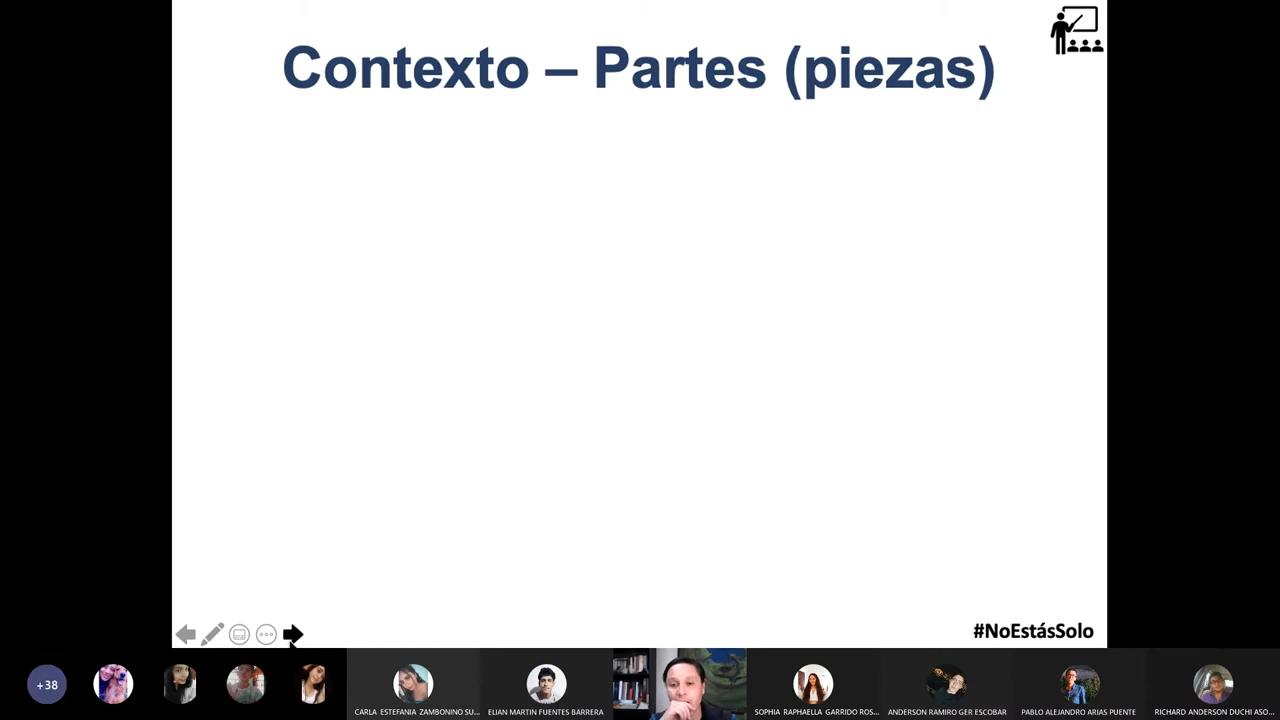 Contexto – Partes (piezas)
#NoEstásSolo
+38
CARLA ESTEFANIA ZAMBONINO SU...
ELIAN MARTIN FUENTES BARRERA
SOPHIA RAPHAELLA GARRIDO ROS...
ANDERSON RAMIRO GER ESCOBAR
PABLO ALEJANDRO ARIAS PUENTE
RICHARD ANDERSON DUCHI ASO...